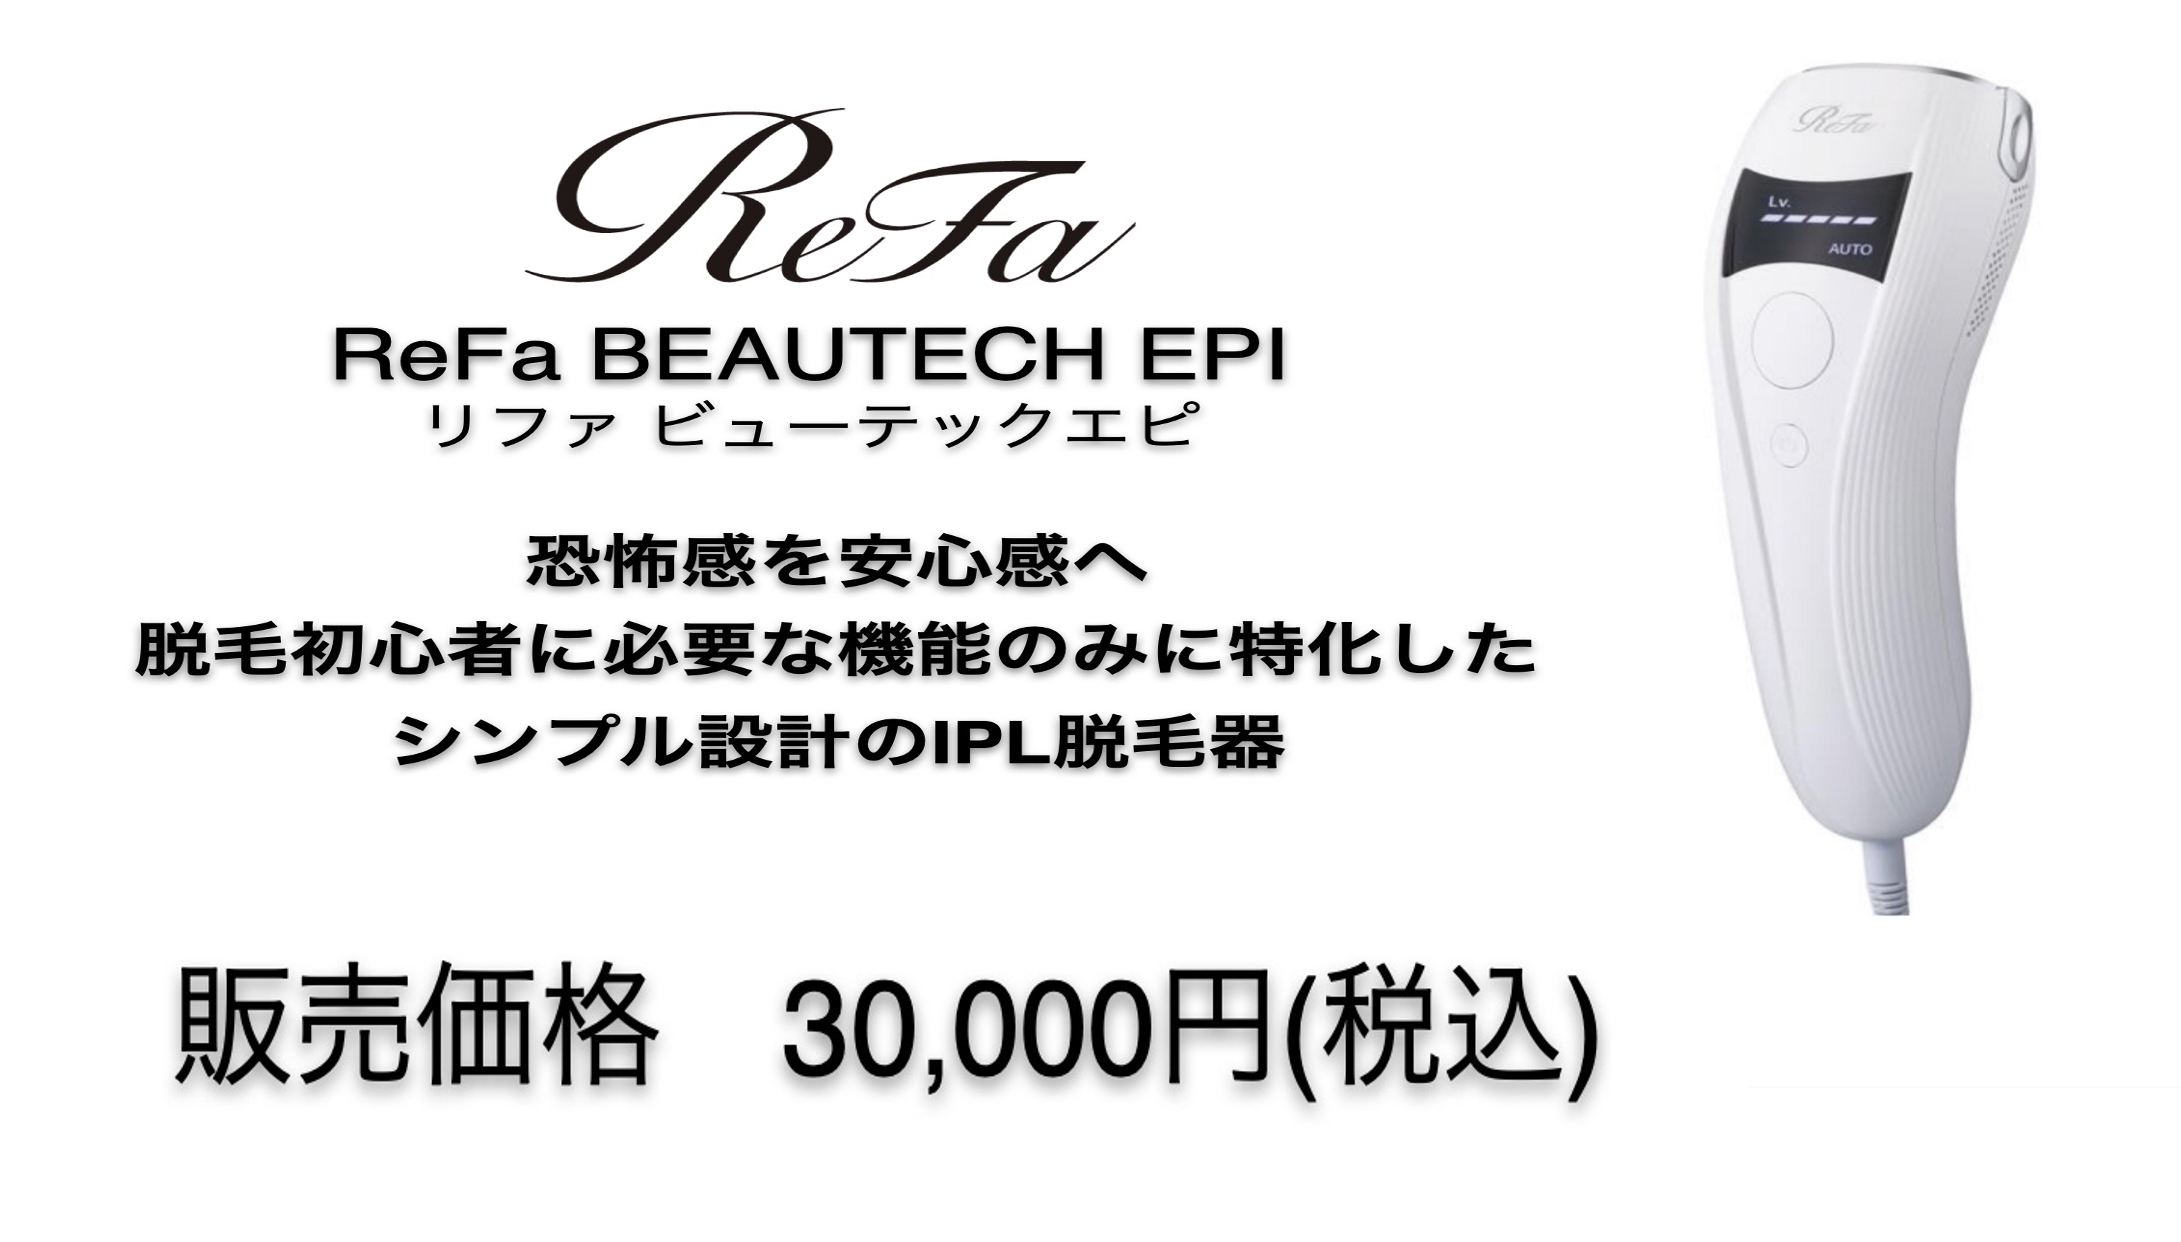 ReFa
ReFa BEAUTECH EPI
リファ ビューテックエピ
恐怖感を安心感へ
脱毛初心者に必要な機能のみに特化した
シンプル設計のIPL脱毛器
販売価格　30,000円(税込)
ReFa
Lv.
AUTO